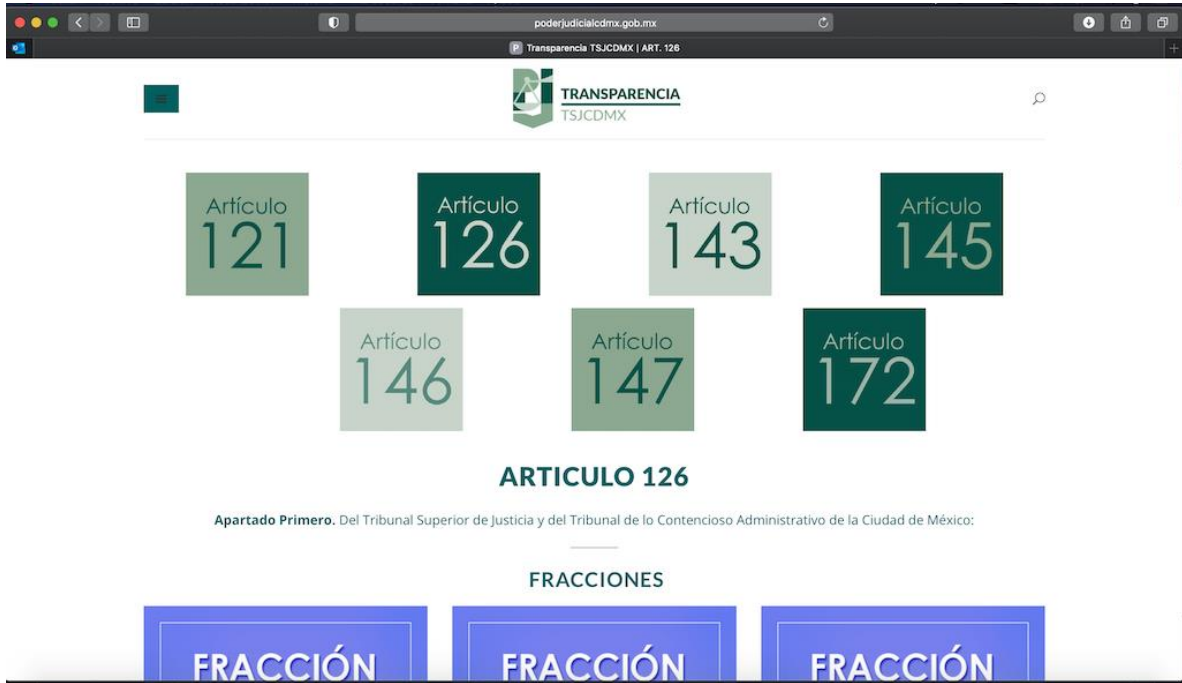 poderjudicialcdmx.gob.mx
P Transparencia TSJCDMX | ART. 126
TRANSPARENCIA
TSJCDMX
Artículo
121
Artículo
126
Artículo
143
Artículo
145
Artículo
146
Artículo
147
Artículo
172
ARTICULO 126
Apartado Primero. Del Tribunal Superior de Justicia y del Tribunal de lo Contencioso Administrativo de la Ciudad de México:
FRACCIONES
FRACCIÓN
FRACCIÓN
FRACCIÓN